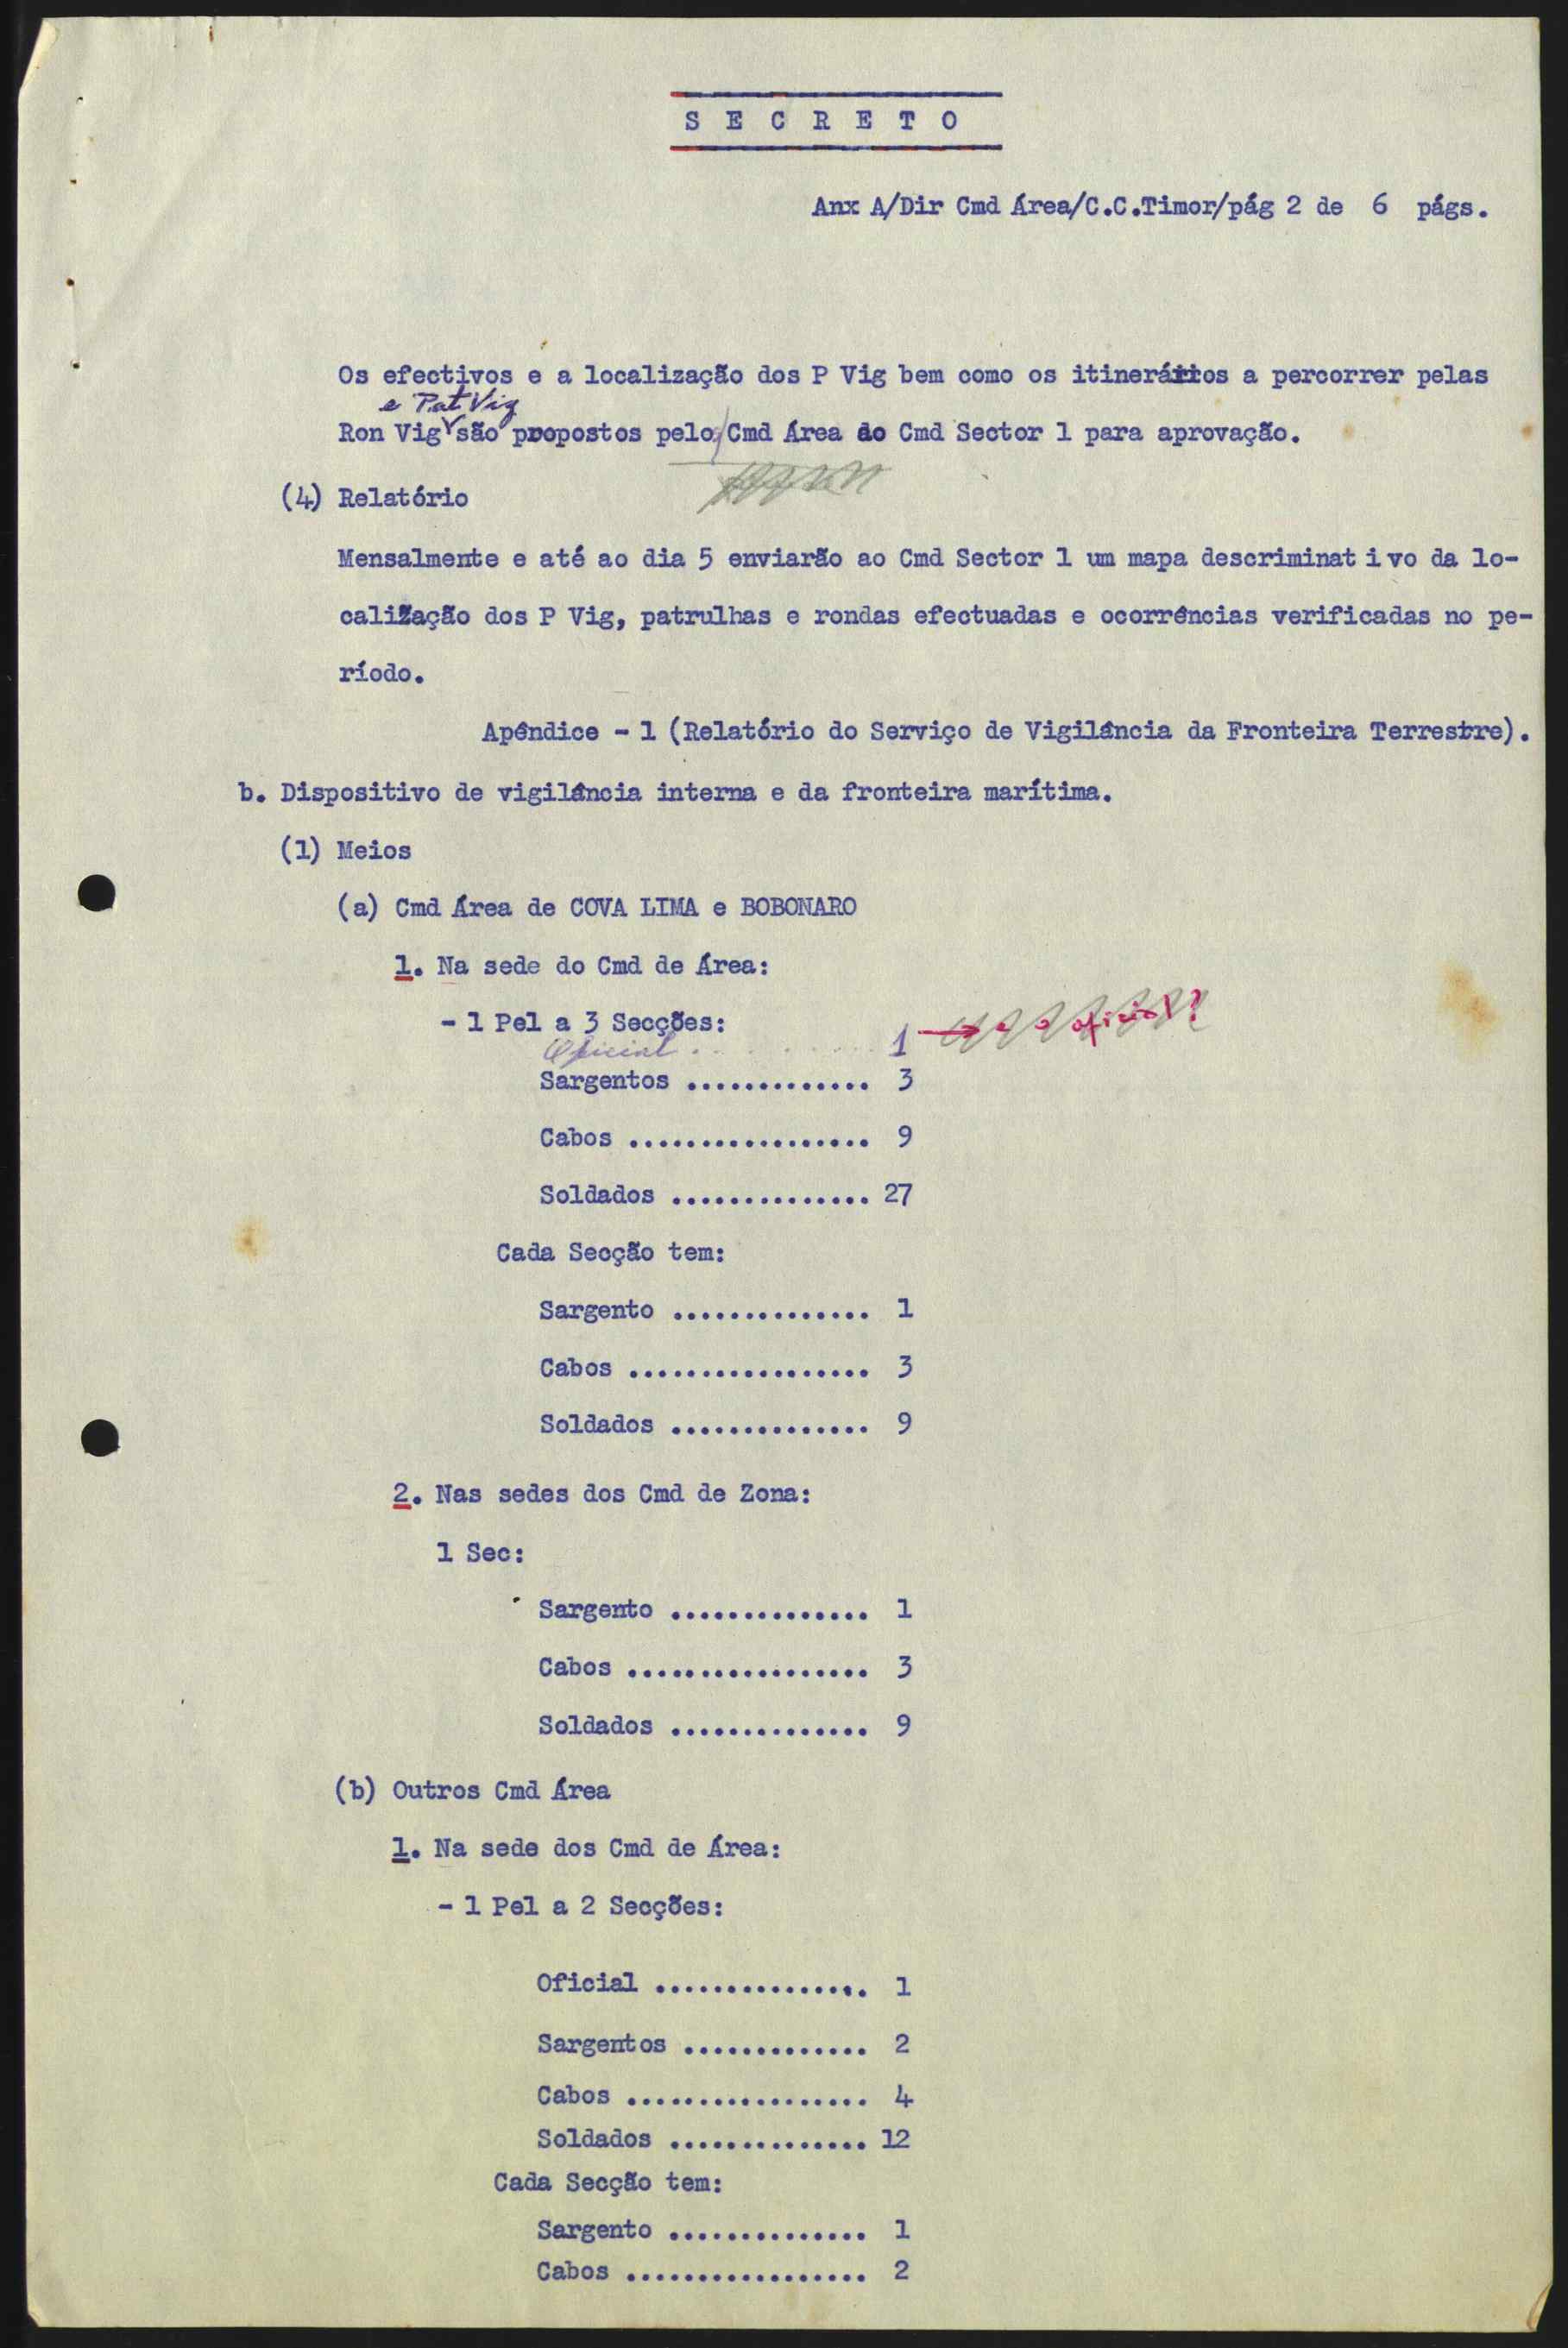 S E C R E T O
Anx A/Dir Cmd Área/C.C.Timor/pág 2 de 6 págs.
Os efectivos e a localização dos P Vig bem como os itinerários a percorrer pelas
e Pat Vig
Ron Vig são propostos pelo Cmd Área ao Cmd Sector 1 para aprovação.
(4) Relatório
Mensalmente e até ao dia 5 enviarão ao Cmd Sector 1 um mapa descriminativo da lo-
calização dos P Vig, patrulhas e rondas efectuadas e ocorrências verificadas no pe-
ríodo.
Apêndice - 1 (Relatório do Serviço de Vigilância da Fronteira Terrestre).
b. Dispositivo de vigilância interna e da fronteira marítima.
(1) Meios
(a) Cmd Área de COVA LIMA e BOBONARO
1. Na sede do Cmd de Área:
- 1 Pel a 3 Secções:
Oficial . . . . . . . 1 → e o oficial?
Sargentos ............. 3
Cabos ................. 9
Soldados .............. 27
Cada Secção tem:
Sargento .............. 1
Cabos ................. 3
Soldados .............. 9
2. Nas sedes dos Cmd de Zona:
1 Sec:
Sargento .............. 1
Cabos ................. 3
Soldados .............. 9
(b) Outros Cmd Área
1. Na sede dos Cmd de Área:
- 1 Pel a 2 Secções:
Oficial ............... 1
Sargentos ............. 2
Cabos ................. 4
Soldados .............. 12
Cada Secção tem:
Sargento .............. 1
Cabos ................. 2